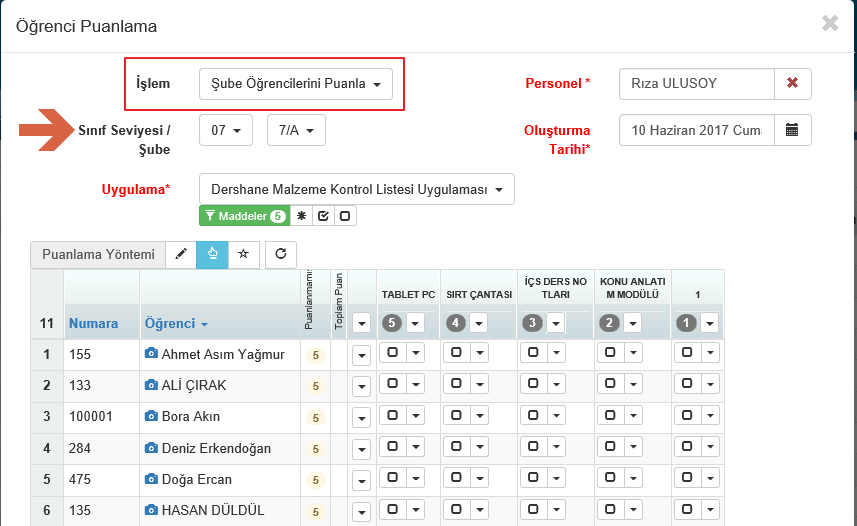 Öğrenci Puanlama
İşlem
Şube Öğrencilerini Puanla
Personel *
Rıza ULUSOY
Sınıf Seviyesi /
Şube
07
7/A
Oluşturma
Tarihi*
10 Haziran 2017 Cuma
Uygulama*
Dershane Malzeme Kontrol Listesi Uygulaması
Maddeler 5
Puanlama Yöntemi
11
Numara
Öğrenci
Puanlanmamış
Toplam Puan
TABLET PC
SIRT ÇANTASI
İÇS DERS NO
TLARI
KONU ANLATI
M MODÜLÜ
1
5 4 3 2 1
1 155 Ahmet Asım Yağmur 5
2 133 ALİ ÇIRAK 5
3 100001 Bora Akın 5
4 284 Deniz Erkendoğan 5
5 475 Doğa Ercan 5
6 135 HASAN DÜLDÜL 5